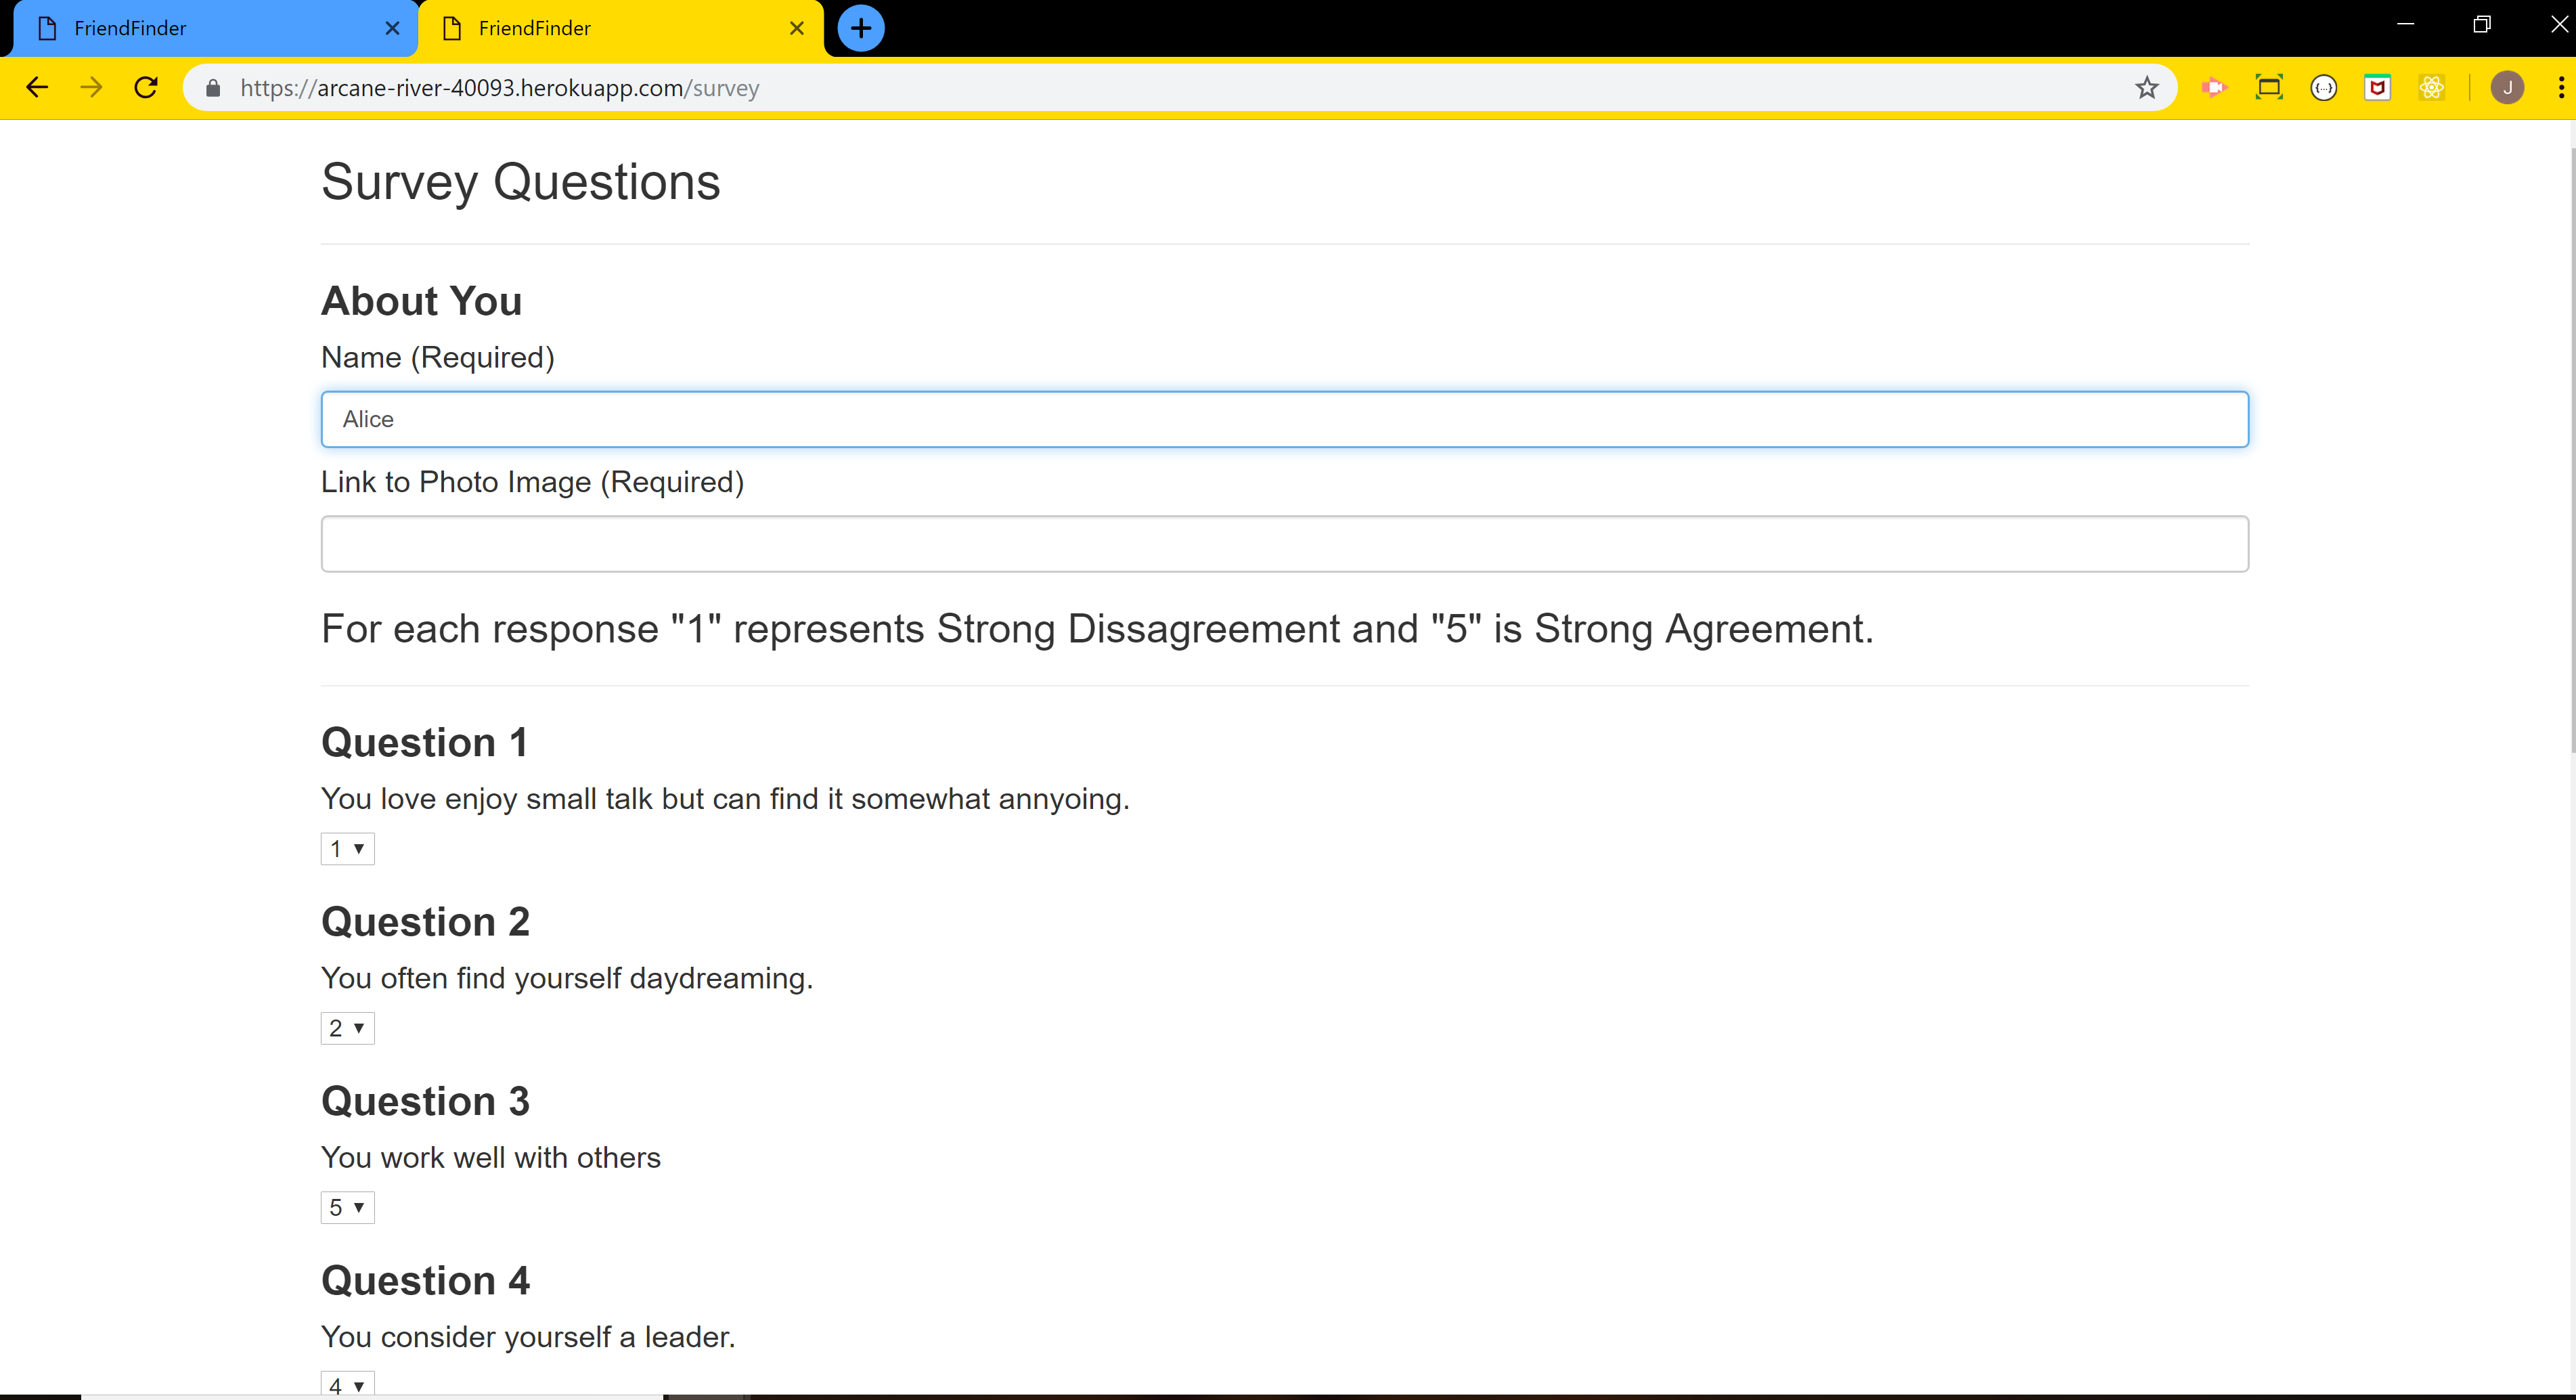 FriendFinder
FriendFinder
https://arcane-river-40093.herokuapp.com/survey
J
Survey Questions
About You
Name (Required)
Alice
Link to Photo Image (Required)
For each response "1" represents Strong Dissagreement and "5" is Strong Agreement.
Question 1
You love enjoy small talk but can find it somewhat annyoing.
1
Question 2
You often find yourself daydreaming.
2
Question 3
You work well with others
5
Question 4
You consider yourself a leader.
4